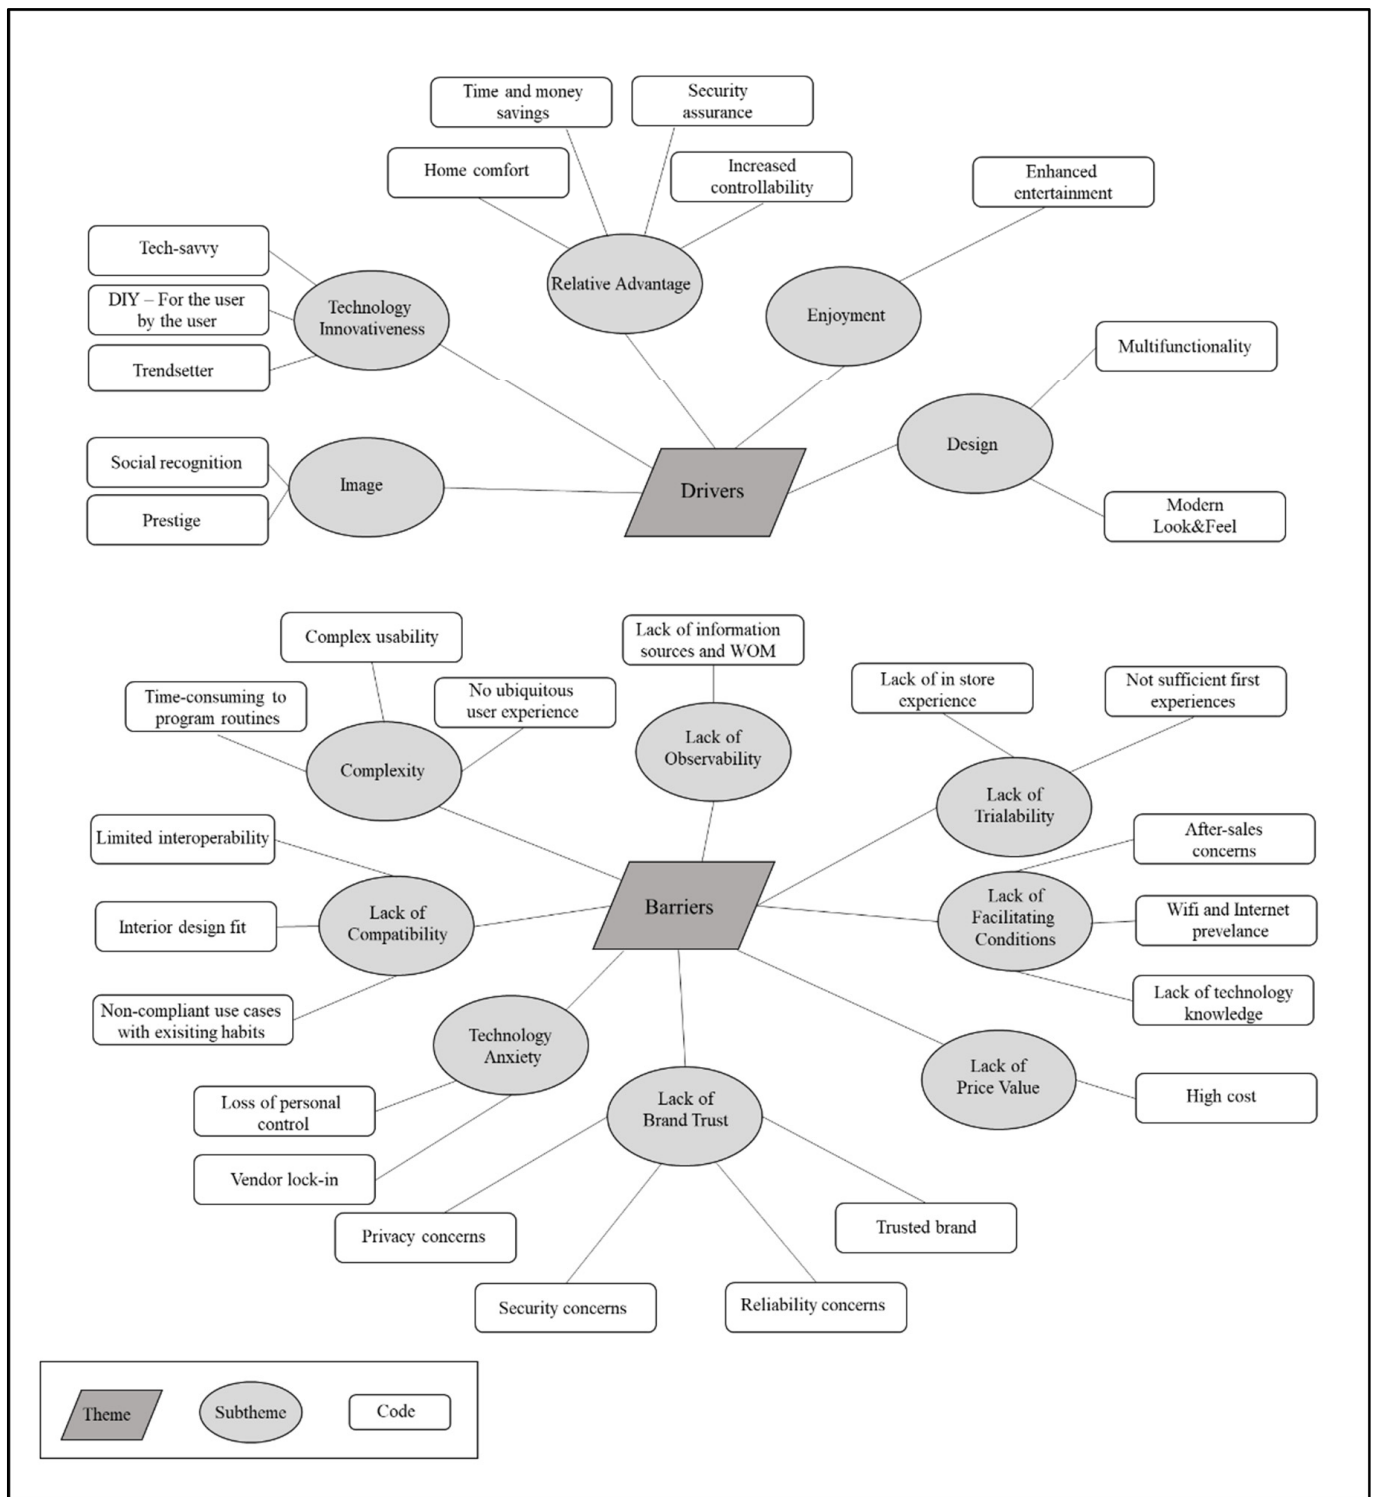 Time and money
savings
Security
assurance
Home comfort
Increased
controllability
Enhanced
entertainment
Tech-savvy
DIY – For the user
by the user
Trendsetter
Technology
Innovativeness
Relative Advantage
Enjoyment
Multifunctionality
Design
Modern
Look&Feel
Social recognition
Prestige
Image
Drivers
Complex usability
Time-consuming to
program routines
No ubiquitous
user experience
Complexity
Lack of information
sources and WOM
Lack of
Observability
Lack of in store
experience
Not sufficient first
experiences
Lack of
Trialability
Limited interoperability
Interior design fit
Non-compliant use cases
with exisiting habits
Lack of
Compatibility
Barriers
Lack of
Facilitating
Conditions
After-sales
concerns
Wifi and Internet
prevelance
Lack of technology
knowledge
Technology
Anxiety
Loss of personal
control
Vendor lock-in
Lack of
Brand Trust
Privacy concerns
Security concerns
Reliability concerns
Trusted brand
Lack of
Price Value
High cost
Theme
Subtheme
Code